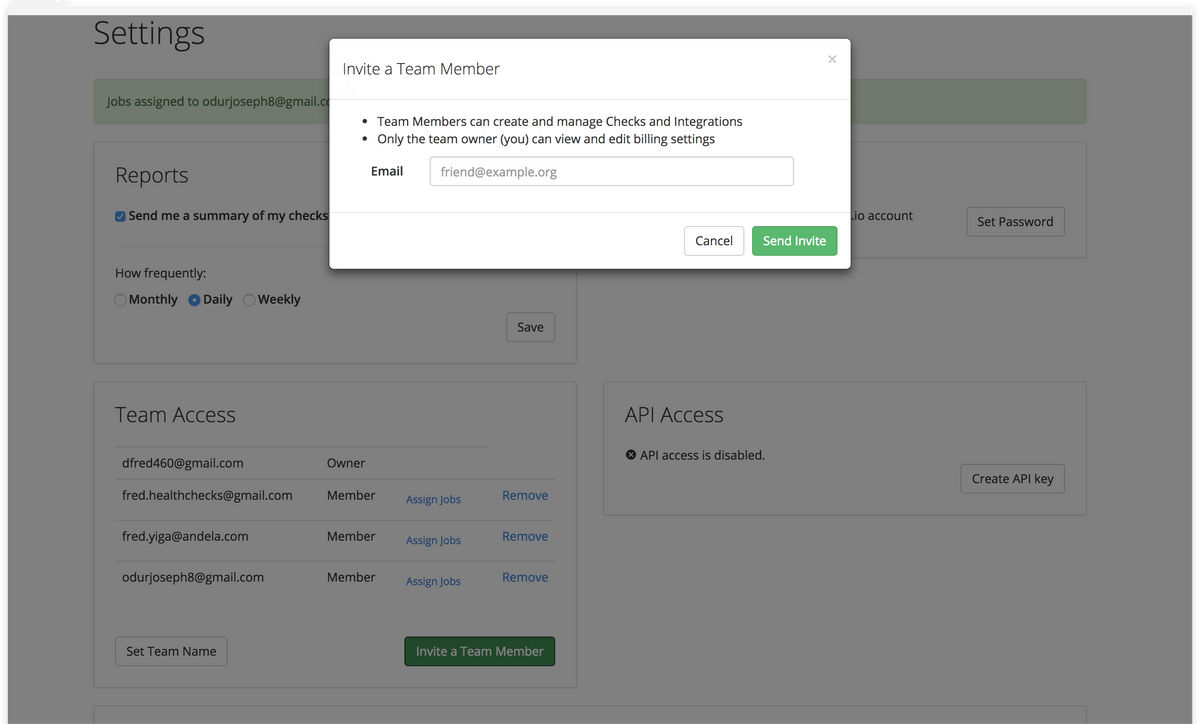 Settings
Invite a Team Member
×
Jobs assigned to odurjoseph8@gmail.co
Team Members can create and manage Checks and Integrations
Only the team owner (you) can view and edit billing settings
Email friend@example.org
Cancel Send Invite
Reports
Send me a summary of my checks
How frequently:
Monthly Daily Weekly
Save
.io account Set Password
Team Access
dfred460@gmail.com Owner
fred.healthchecks@gmail.com Member Assign Jobs Remove
fred.yiga@andela.com Member Assign Jobs Remove
odurjoseph8@gmail.com Member Assign Jobs Remove
Set Team Name Invite a Team Member
API Access
API access is disabled.
Create API key